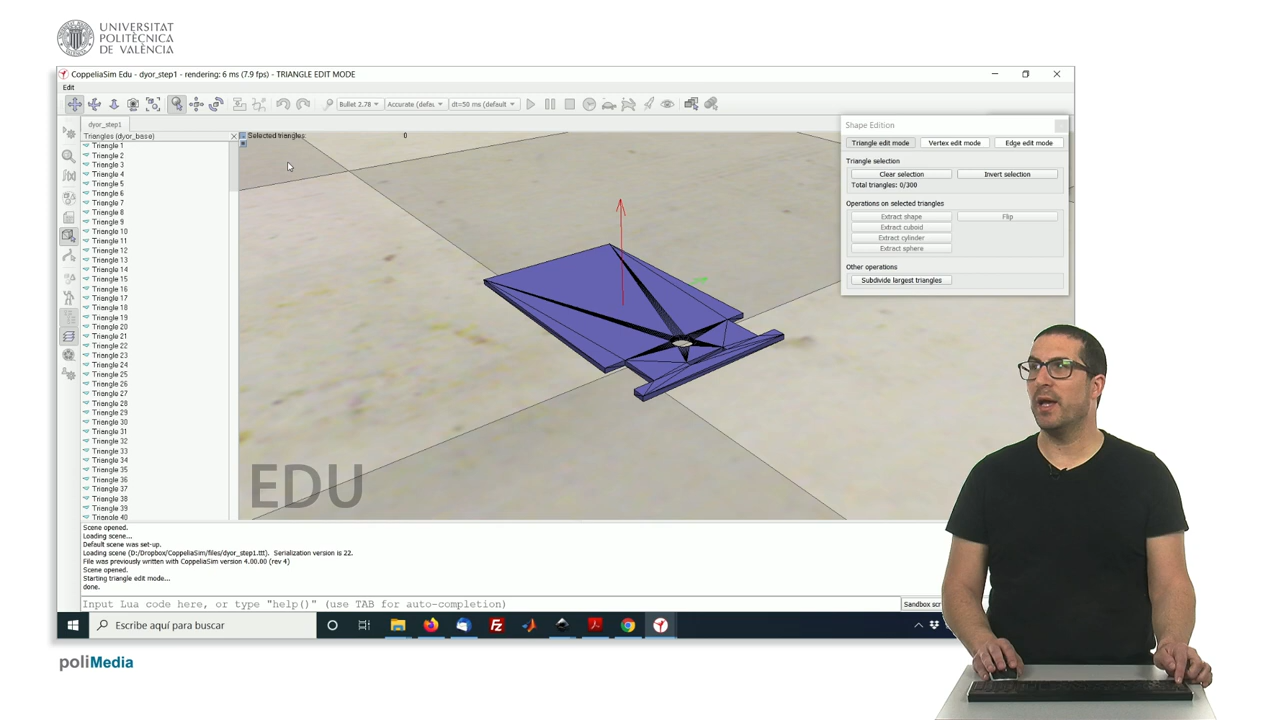 UNIVERSITAT
POLITÈCNICA
DE VALÈNCIA
CoppeliaSim Edu - dyor_step1 - rendering: 6 ms (7.9 fps) - TRIANGLE EDIT MODE
Edit
Bullet 2.78
Accurate (defau
dt=50 ms (default
dyor_step1
Triangles (dyor_base)
Selected triangles:
0
Triangle 1
Triangle 2
Triangle 3
Triangle 4
Triangle 5
Triangle 6
Triangle 7
Triangle 8
Triangle 9
Triangle 10
Triangle 11
Triangle 12
Triangle 13
Triangle 14
Triangle 15
Triangle 16
Triangle 17
Triangle 18
Triangle 19
Triangle 20
Triangle 21
Triangle 22
Triangle 23
Triangle 24
Triangle 25
Triangle 26
Triangle 27
Triangle 28
Triangle 29
Triangle 30
Triangle 31
Triangle 32
Triangle 33
Triangle 34
Triangle 35
Triangle 36
Triangle 37
Triangle 38
Triangle 39
Triangle 40
EDU
Shape Edition
Triangle edit mode
Vertex edit mode
Edge edit mode
Triangle selection
Clear selection
Invert selection
Total triangles: 0/300
Operations on selected triangles
Extract shape
Flip
Extract cuboid
Extract cylinder
Extract sphere
Other operations
Subdivide largest triangles
Scene opened.
Loading scene...
Default scene was set-up.
Loading scene (D:/Dropbox/CoppeliaSim/files/dyor_step1.ttt). Serialization version is 22.
File was previously written with CoppeliaSim version 4.00.00 (rev 4)
Scene opened.
Starting triangle edit mode...
done.
Input Lua code here, or type "help()" (use TAB for auto-completion)
Sandbox scr
Escribe aquí para buscar
poliMedia